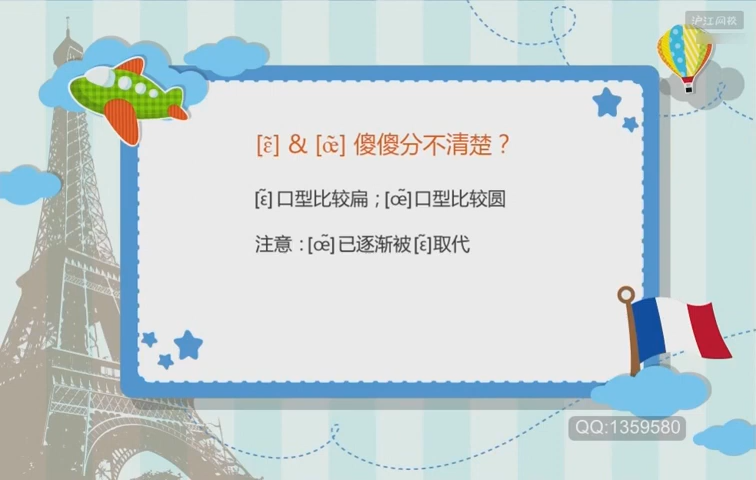 沪江网校
[ɛ̃] & [œ̃] 傻傻分不清楚？
[ɛ̃] 口型比较扁；[œ̃] 口型比较圆
注意：[œ̃] 已逐渐被 [ɛ̃] 取代
QQ:1359580